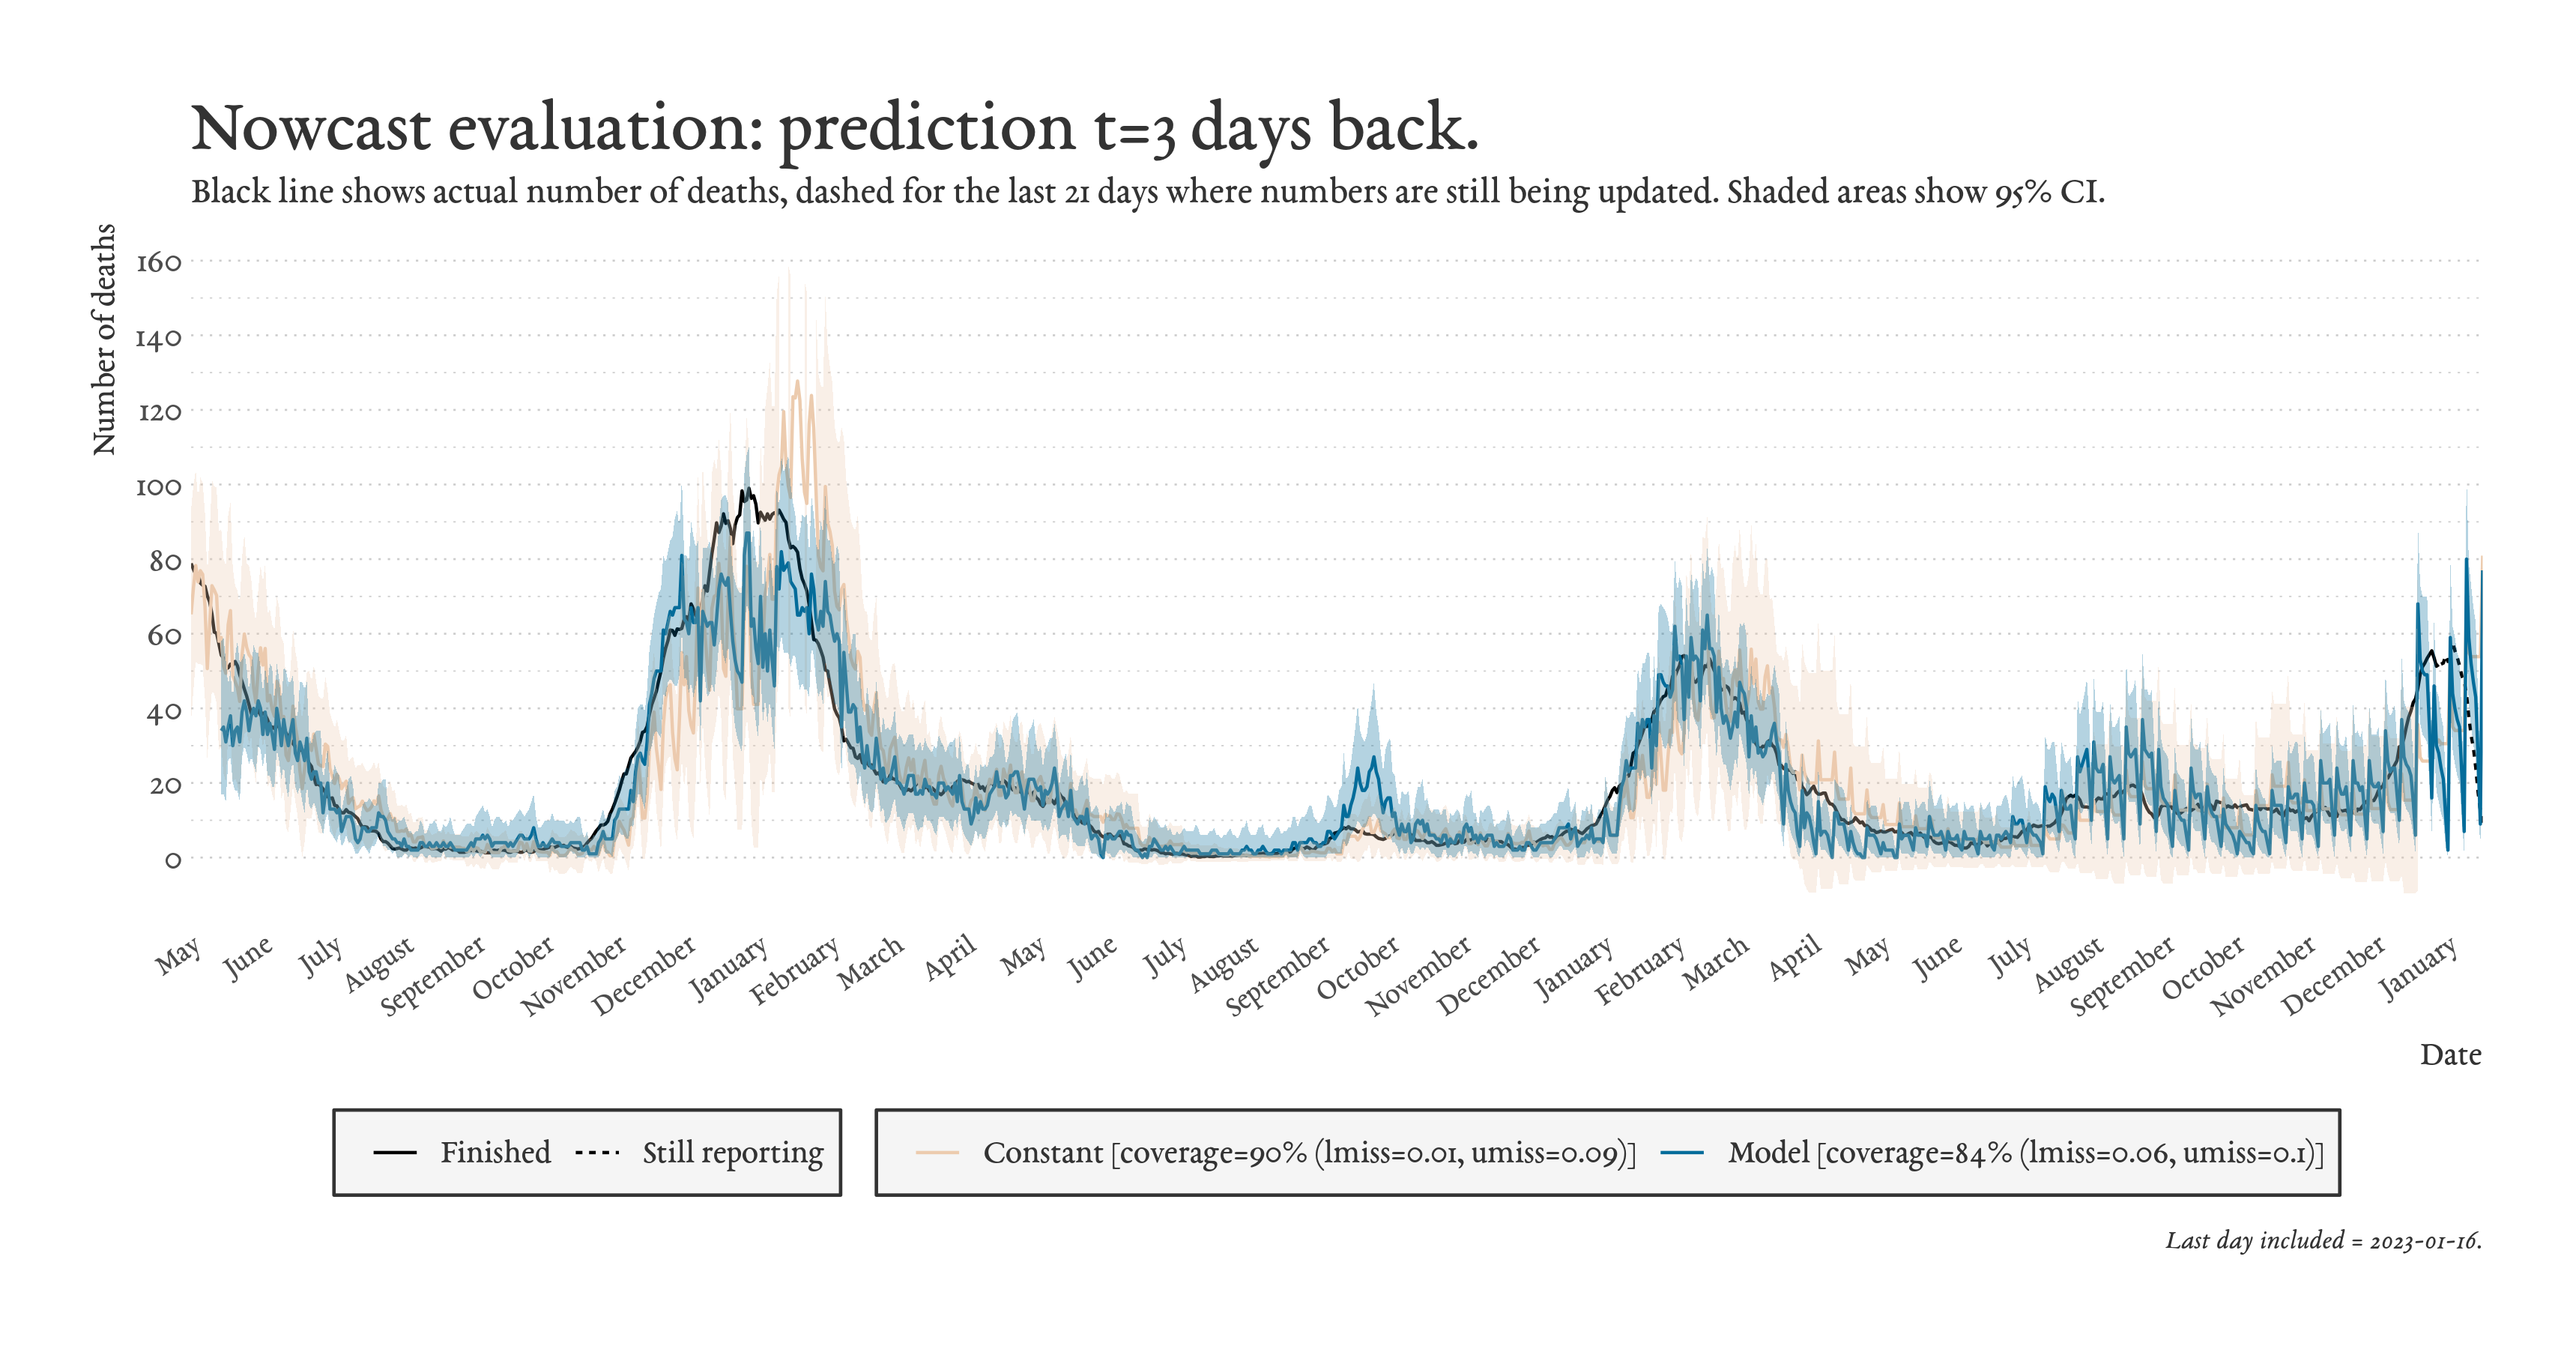 Nowcast evaluation: prediction t=3 days back.
Black line shows actual number of deaths, dashed for the last 21 days where numbers are still being updated. Shaded areas show 95% CI.
Number of deaths
160
140
120
100
80
60
40
20
0
May
June
July
August
September
October
November
December
January
February
March
April
May
June
July
August
September
October
November
December
January
February
March
April
May
June
July
August
September
October
November
December
January
Date
Finished
Still reporting
Constant [coverage=90% (lmiss=0.01, umiss=0.09)]
Model [coverage=84% (lmiss=0.06, umiss=0.1)]
Last day included = 2023-01-16.